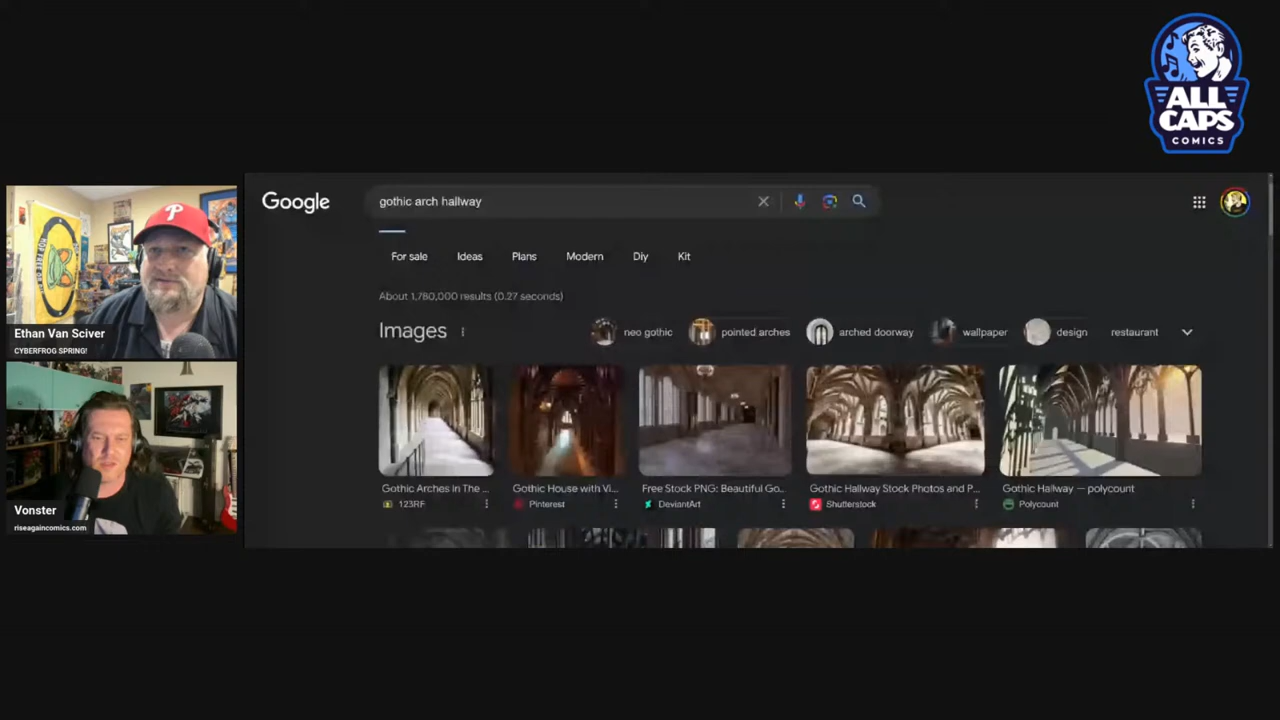 ALL
CAPS
COMICS
Google
gothic arch hallway
For sale
Ideas
Plans
Modern
Diy
Kit
About 1,780,000 results (0.27 seconds)
Images
neo gothic
pointed arches
arched doorway
wallpaper
design
restaurant
P
Ethan Van Sciver
CYBERFROG SPRING!
Gothic Arches In The ...
Gothic House with Vi...
Free Stock PNG: Beautiful Go...
Gothic Hallway Stock Photos and P...
Gothic Hallway — polycount
123RF
Pinterest
DeviantArt
Shutterstock
Polycount
Vonster
riseagaincomics.com